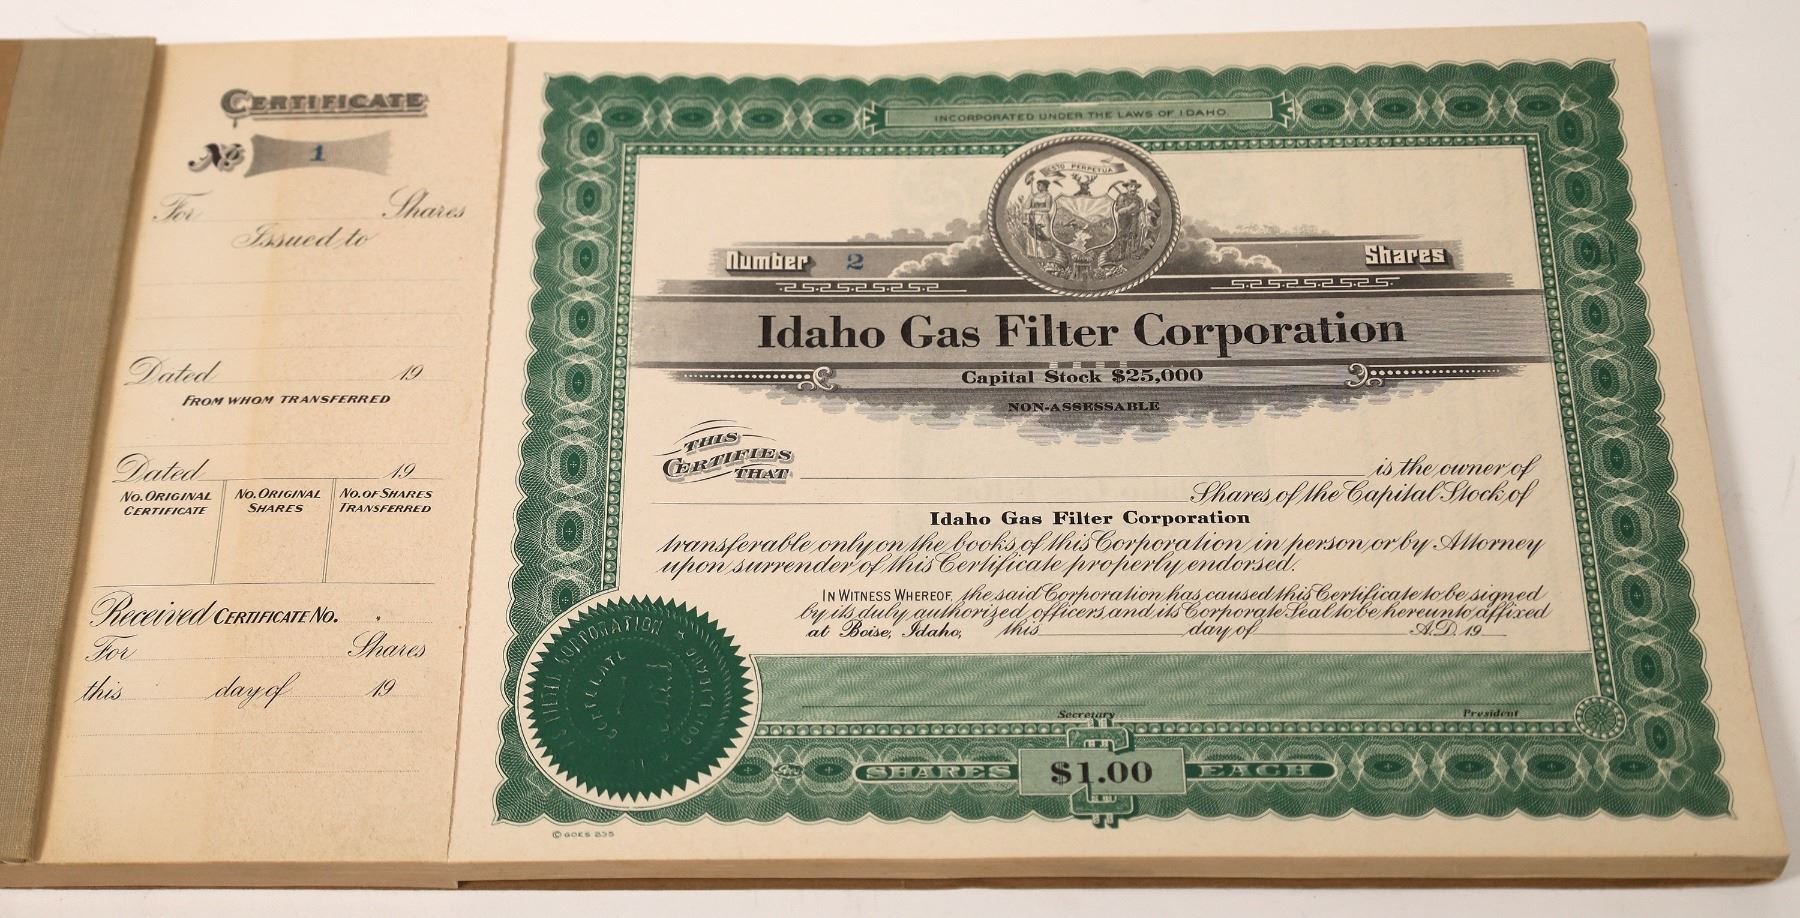 CERTIFICATE
No. 1
For Shares
Issued to
Dated 19
FROM WHOM TRANSFERRED
Dated 19
NO. ORIGINAL CERTIFICATE
NO. ORIGINAL SHARES
NO. OF SHARES TRANSFERRED
Received CERTIFICATE NO.
For Shares
this day of 19
INCORPORATED UNDER THE LAWS OF IDAHO.
ESTO PERPETUA
Number 2 Shares
Idaho Gas Filter Corporation
Capital Stock $25,000
NON-ASSESSABLE
THIS CERTIFIES THAT
is the owner of
Shares of the Capital Stock of
Idaho Gas Filter Corporation
transferable only on the books of this Corporation in person or by Attorney
upon surrender of this Certificate properly endorsed.
IN WITNESS WHEREOF, the said Corporation has caused this Certificate to be signed
by its duly authorized officers, and its Corporate Seal to be hereunto affixed
at Boise, Idaho, this day of A.D. 19
CORPORATION
Secretary President
SHARES $1.00 EACH
© GOES 235